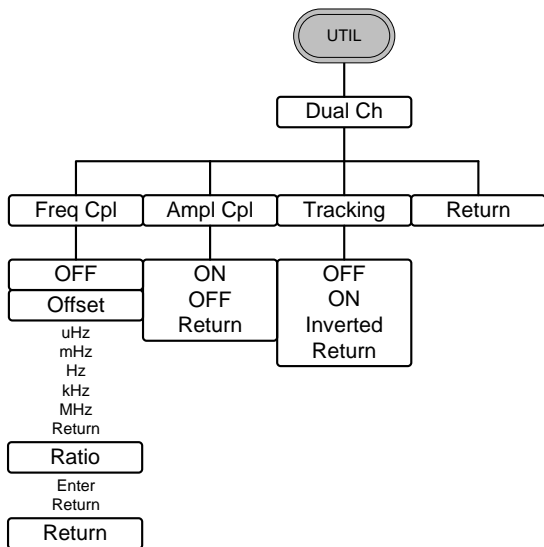 UTIL
Dual Ch
Freq Cpl
Ampl Cpl
Tracking
Return
OFF
Offset
uHz
mHz
Hz
kHz
MHz
Return
Ratio
Enter
Return
Return
ON
OFF
Return
OFF
ON
Inverted
Return